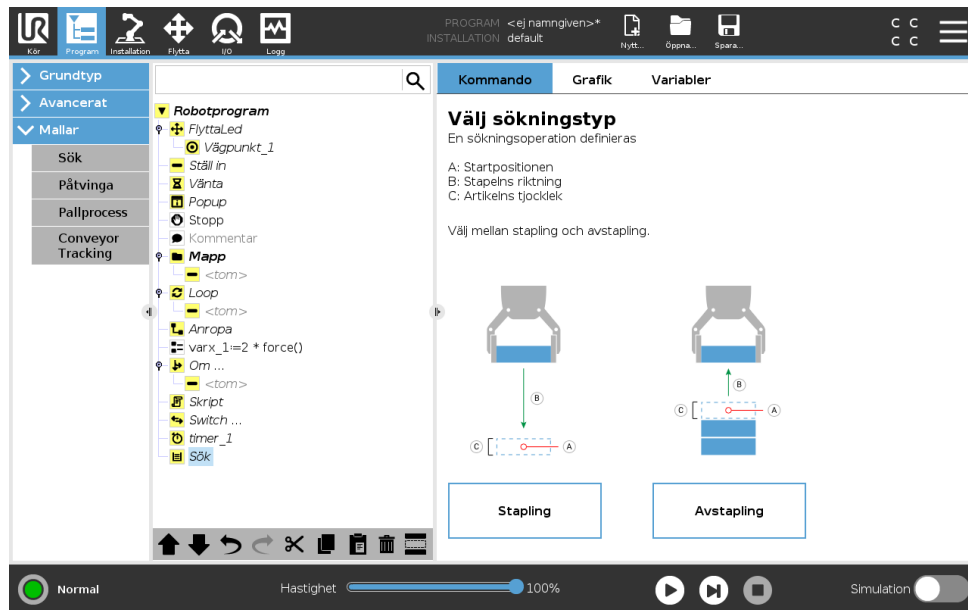 PROGRAM <ej namngiven>*
INSTALLATION default
Kör
Program
Installation
Flytta
I/O
Logg
Nytt...
Öppna...
Spara...
C C
C C
Grundtyp
Avancerat
Mallar
Sök
Påtvinga
Pallprocess
Conveyor
Tracking
Robotprogram
FlyttaLed
Vägpunkt_1
Ställ in
Vänta
Popup
Stopp
Kommentar
Mapp
<tom>
Loop
<tom>
Anropa
varx_1:=2 * force()
Om ...
<tom>
Skript
Switch ...
timer_1
Sök
Kommando
Grafik
Variabler
Välj sökningstyp
En sökningsoperation definieras
A: Startpositionen
B: Stapelns riktning
C: Artikelns tjocklek
Välj mellan stapling och avstapling.
B
C
A
B
C
A
Stapling
Avstapling
Normal
Hastighet
100%
Simulation